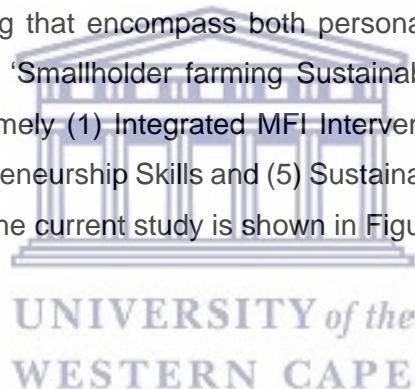 g that encompass both persona
'Smallholder farming Sustainab
mely (1) Integrated MFI Interver
eneurship Skills and (5) Sustaina
ne current study is shown in Figu
UNIVERSITY of the
WESTERN CAPE